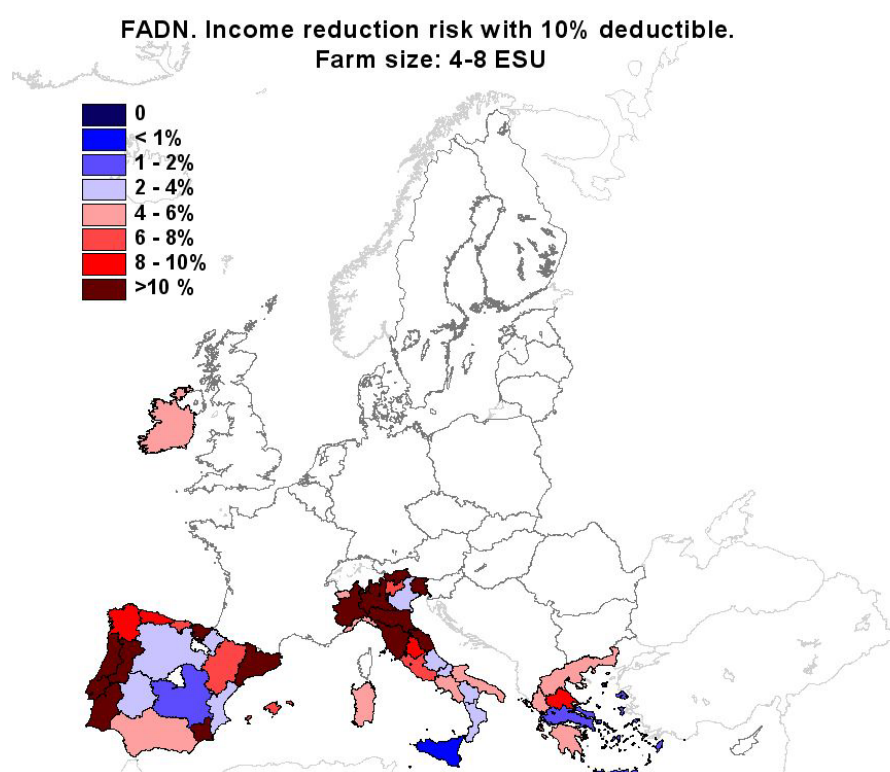 FADN. Income reduction risk with 10% deductible.
Farm size: 4-8 ESU
0
< 1%
1 - 2%
2 - 4%
4 - 6%
6 - 8%
8 - 10%
>10 %